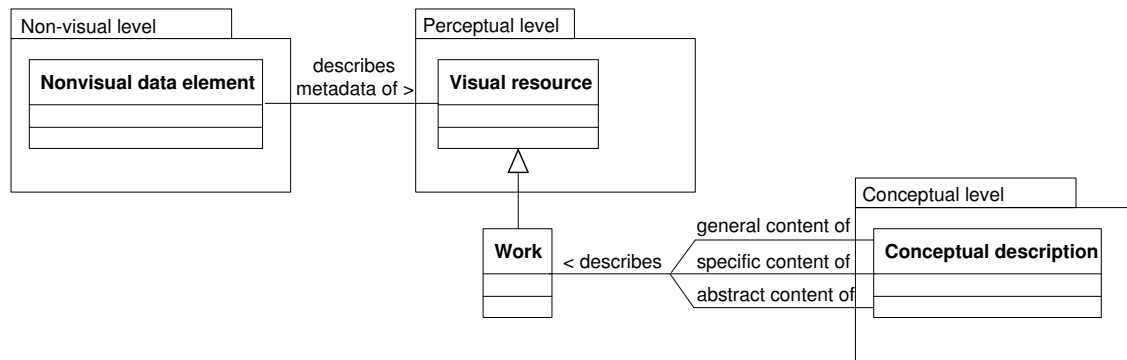 Non-visual level
Perceptual level
Nonvisual data element
describes
metadata of >
Visual resource
Conceptual level
Work
< describes
general content of
specific content of
abstract content of
Conceptual description